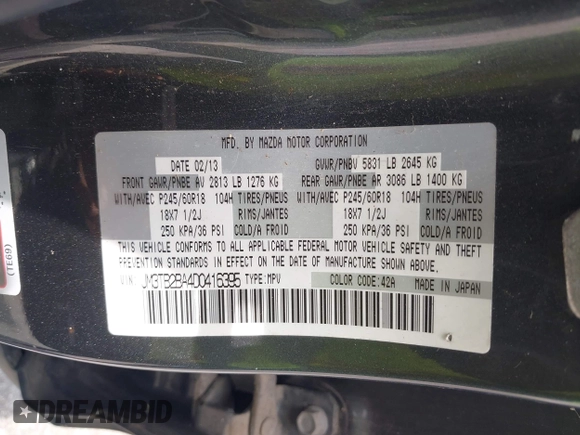 MFD. BY MAZDA MOTOR CORPORATION
DATE 02/13 GVWR/PNBV 5831 LB 2645 KG
FRONT GAWR/PNBE AV 2813 LB 1276 KG REAR GAWR/PNBE AR 3086 LB 1400 KG
WITH/AVEC P245/60R18 104H TIRES/PNEUS WITH/AVEC P245/60R18 104H TIRES/PNEUS
18X7 1/2J RIMS/JANTES 18X7 1/2J RIMS/JANTES
250 KPA/36 PSI COLD/A FROID 250 KPA/36 PSI COLD/A FROID
THIS VEHICLE CONFORMS TO ALL APPLICABLE FEDERAL MOTOR VEHICLE SAFETY AND THEFT
PREVENTION STANDARDS IN EFFECT ON THE DATE OF MANUFACTURE SHOWN ABOVE.
VIN: JM3TB2BA4D0416395 TYPE:MPV COLOR CODE:42A MADE IN JAPAN
(TE69)
DREAMBID